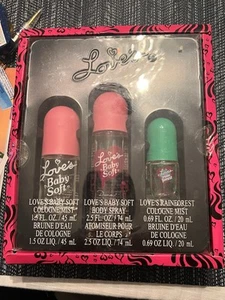 Love's
Love's
Baby
Soft
Love's
Baby Soft
LOVE'S BABY SOFT
COLOGNE MIST
1.5 FL. OZ. / 45 mL
BRUINE D'EAU
DE COLOGNE
1.5 OZ LIQ. / 45 mL
LOVE'S BABY SOFT
BODY SPRAY
2.5 FL. OZ. / 74 mL
ATOMISEUR POUR
LE CORPS
2.5 OZ LIQ. / 74 mL
LOVE'S RAINFOREST
COLOGNE MIST
0.69 FL. OZ. / 20 mL
BRUINE D'EAU
DE COLOGNE
0.69 OZ LIQ. / 20 mL